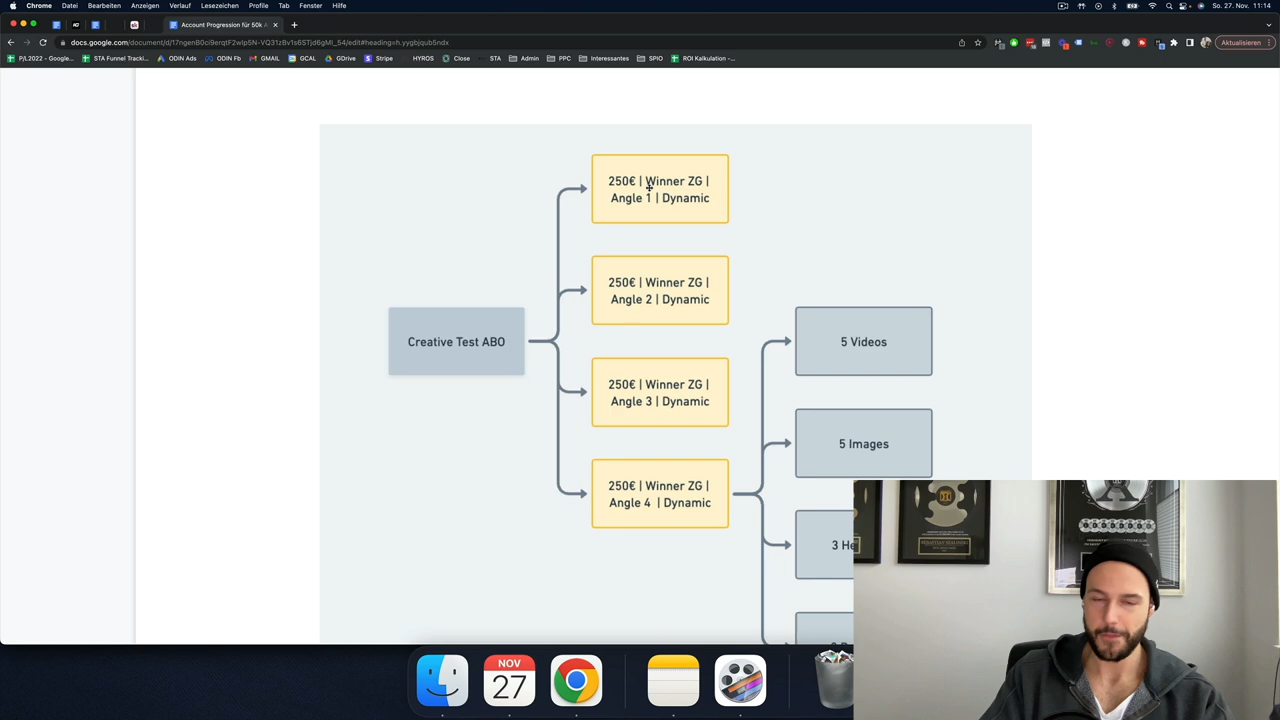 Chrome Datei Bearbeiten Anzeigen Verlauf Lesezeichen Profile Tab Fenster Hilfe
So. 27. Nov. 11:14
Account Progression für 50k
Aktualisieren
P/L2022 - Google...
STA Funnel Tracki...
ODIN Ads
ODIN Fb
GMAIL
GCAL
GDrive
Stripe
HYROS
Close
STA
Admin
PPC
Interessantes
SPIO
ROI Kalkulation -...
250€ | Winner ZG |
Angle 1 | Dynamic
250€ | Winner ZG |
Angle 2 | Dynamic
Creative Test ABO
5 Videos
250€ | Winner ZG |
Angle 3 | Dynamic
5 Images
250€ | Winner ZG |
Angle 4 | Dynamic
3 He
NOV
27